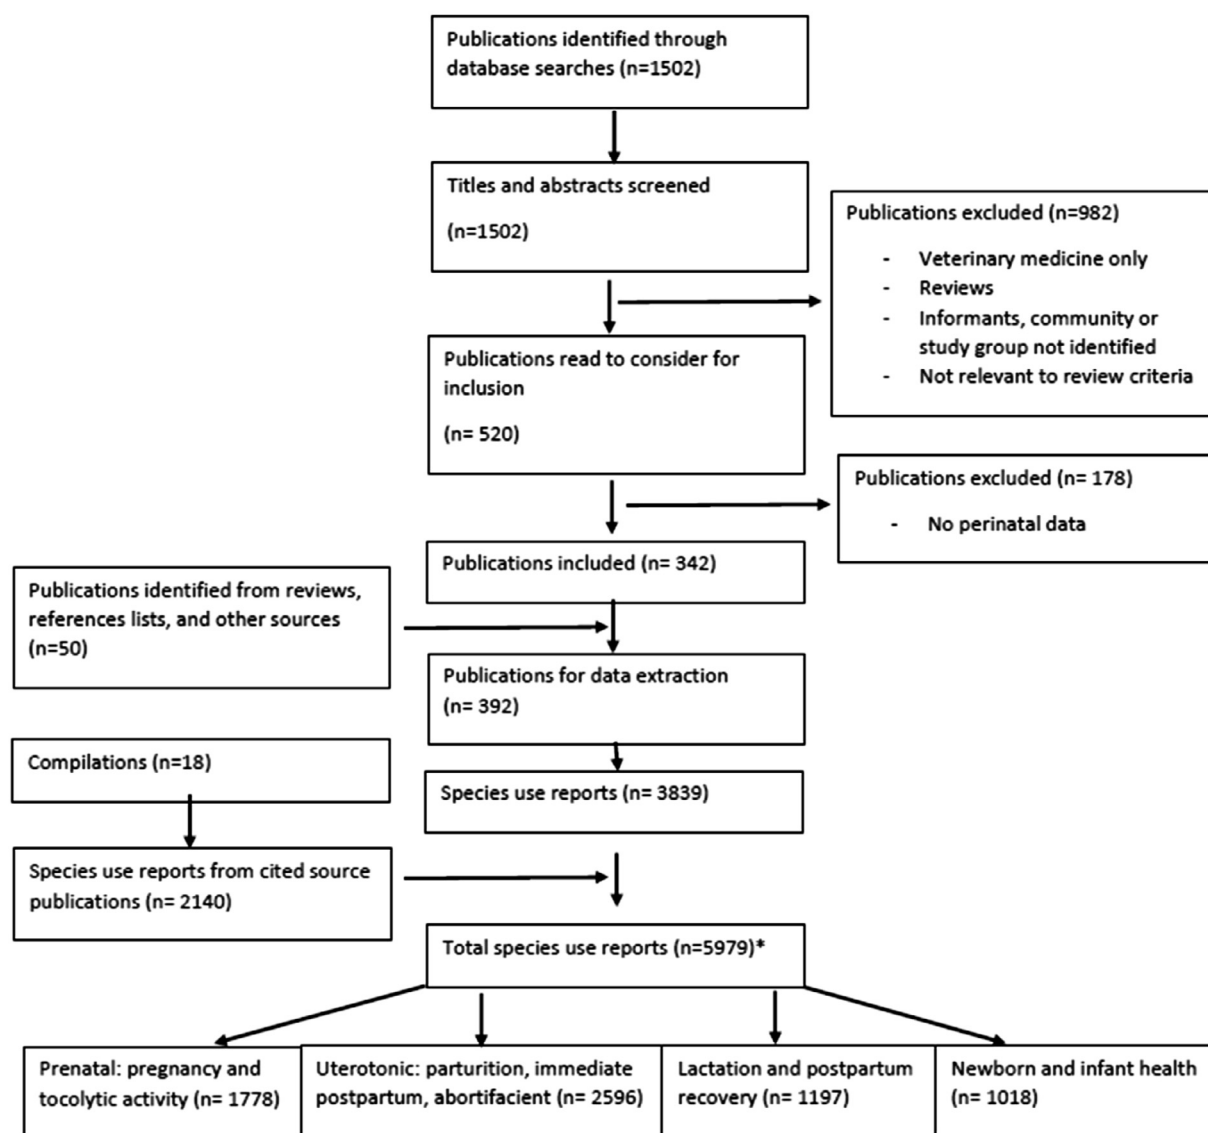 Publications identified through
database searches (n=1502)
Titles and abstracts screened
(n=1502)
Publications excluded (n=982)
- Veterinary medicine only
- Reviews
- Informants, community or
study group not identified
- Not relevant to review criteria
Publications read to consider for
inclusion
(n= 520)
Publications excluded (n= 178)
- No perinatal data
Publications included (n= 342)
Publications identified from reviews,
references lists, and other sources
(n=50)
Publications for data extraction
(n= 392)
Compilations (n=18)
Species use reports (n= 3839)
Species use reports from cited source
publications (n= 2140)
Total species use reports (n=5979)*
Prenatal: pregnancy and
tocolytic activity (n= 1778)
Uterotonic: parturition, immediate
postpartum, abortifacient (n= 2596)
Lactation and postpartum
recovery (n= 1197)
Newborn and infant health
(n= 1018)